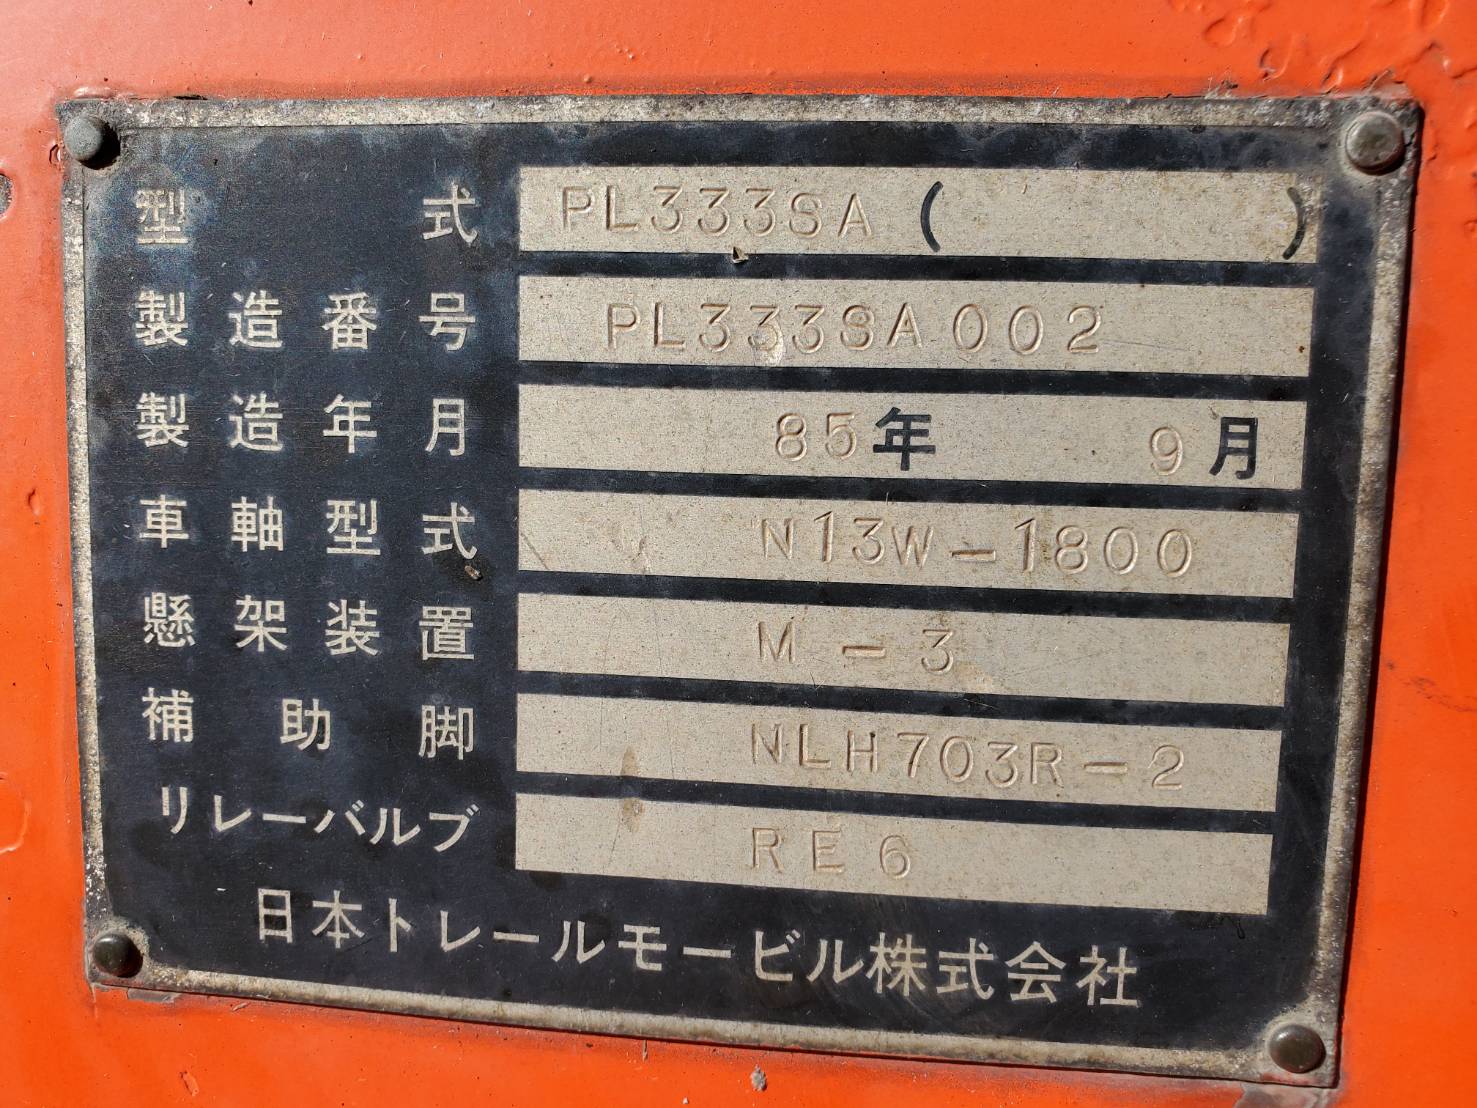 型式 PL333SA ( )
製造番号 PL333SA002
製造年月 85年 9月
車軸型式 N13W-1800
懸架装置 M-3
補助脚 NLH703R-2
リレーバルブ RE6
日本トレールモービル株式会社